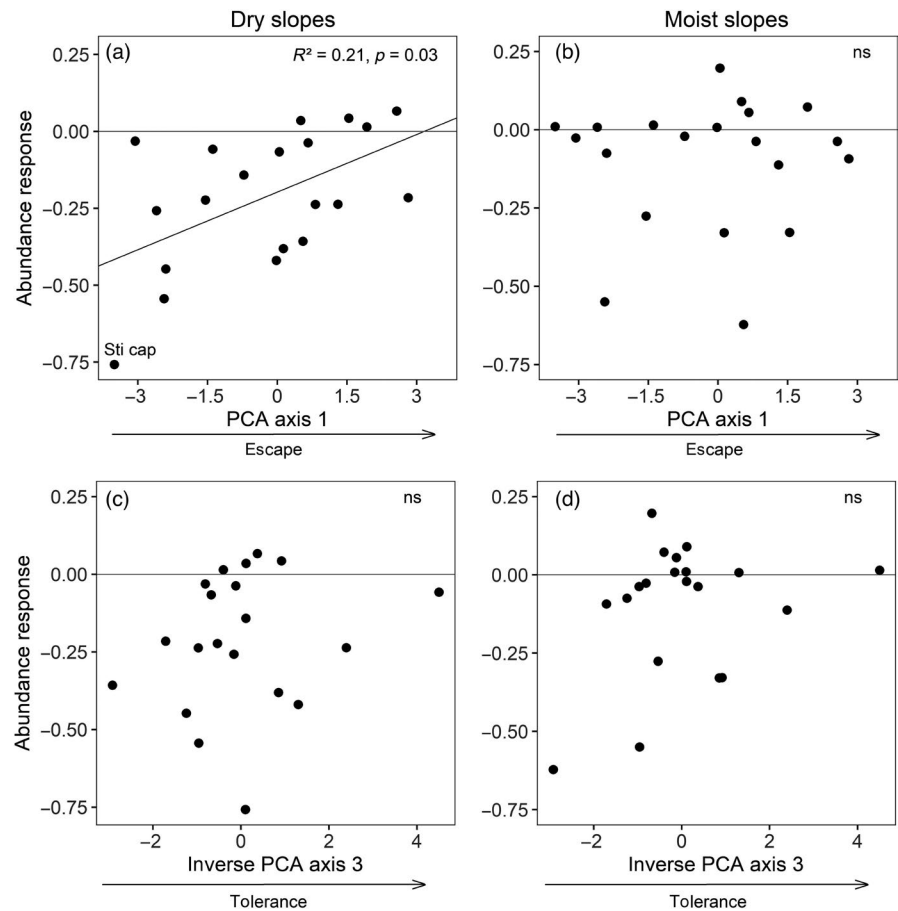 Dry slopes
Moist slopes
(a)
R² = 0.21, p = 0.03
(b)
ns
0.25
0.00
−0.25
−0.50
−0.75
Abundance response
Sti cap
−3
−1.5
0
1.5
3
PCA axis 1
Escape
0.25
0.00
−0.25
−0.50
−0.75
−3
−1.5
0
1.5
3
PCA axis 1
Escape
(c)
ns
0.25
0.00
−0.25
−0.50
−0.75
Abundance response
−2
0
2
4
Inverse PCA axis 3
Tolerance
(d)
ns
0.25
0.00
−0.25
−0.50
−0.75
−2
0
2
4
Inverse PCA axis 3
Tolerance